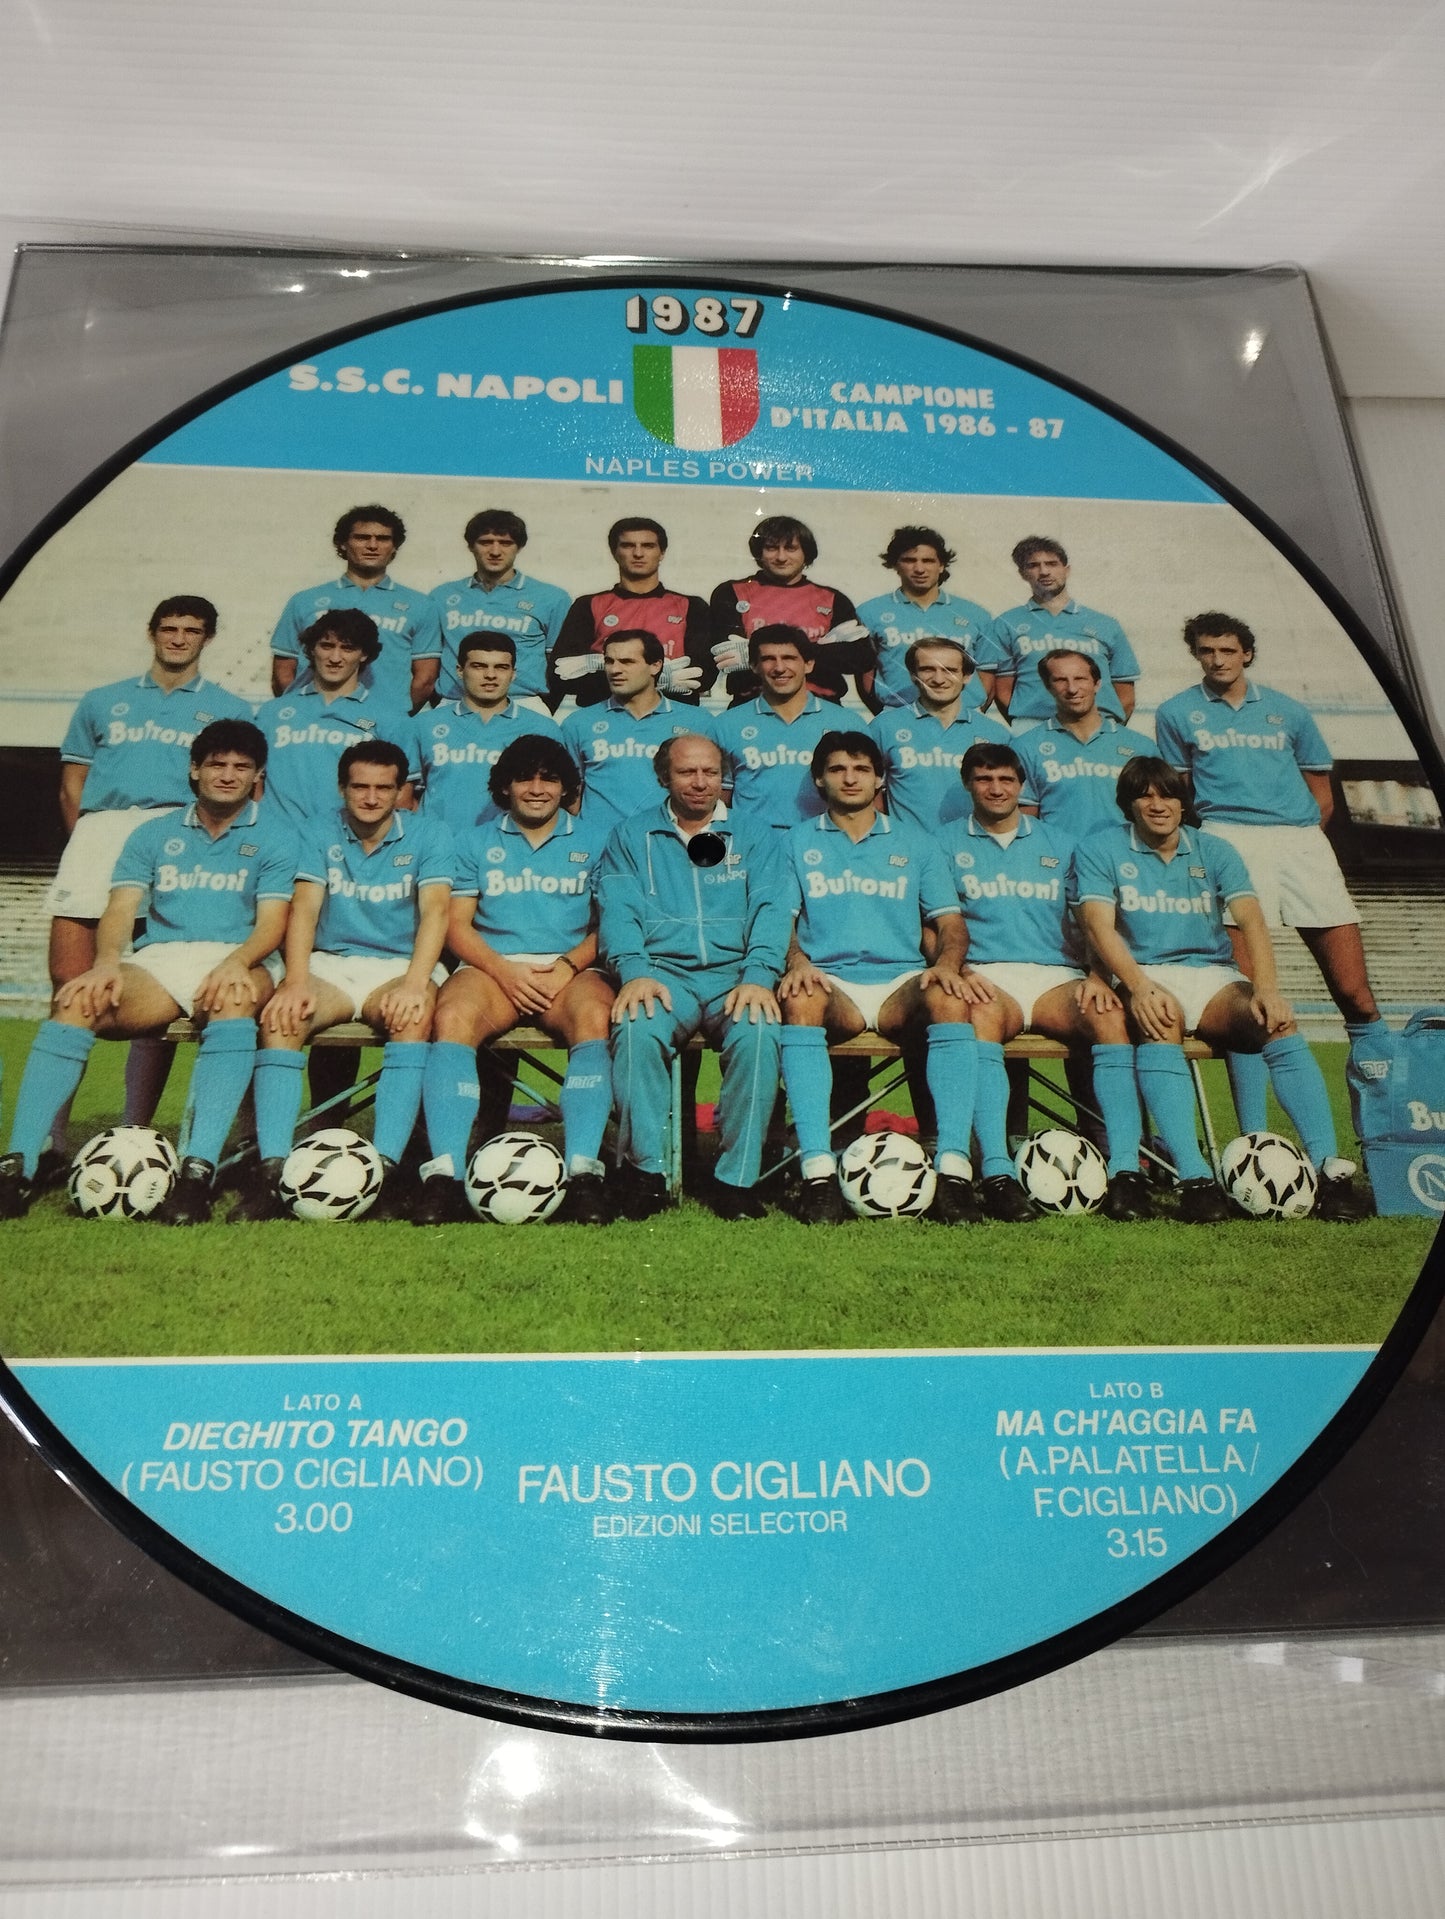 1987
S.S.C. NAPOLI
CAMPIONE
D'ITALIA 1986 - 87
NAPLES POWER
Buitoni
Buitoni
Buitoni
Buitoni
Buitoni
Buitoni
Buitoni
Buitoni
Buitoni
Buitoni
Buitoni
Buitoni
LATO A
DIEGHITO TANGO
(FAUSTO CIGLIANO)
3.00
FAUSTO CIGLIANO
EDIZIONI SELECTOR
LATO B
MA CH'AGGIA FA
(A.PALATELLA/
F.CIGLIANO)
3.15